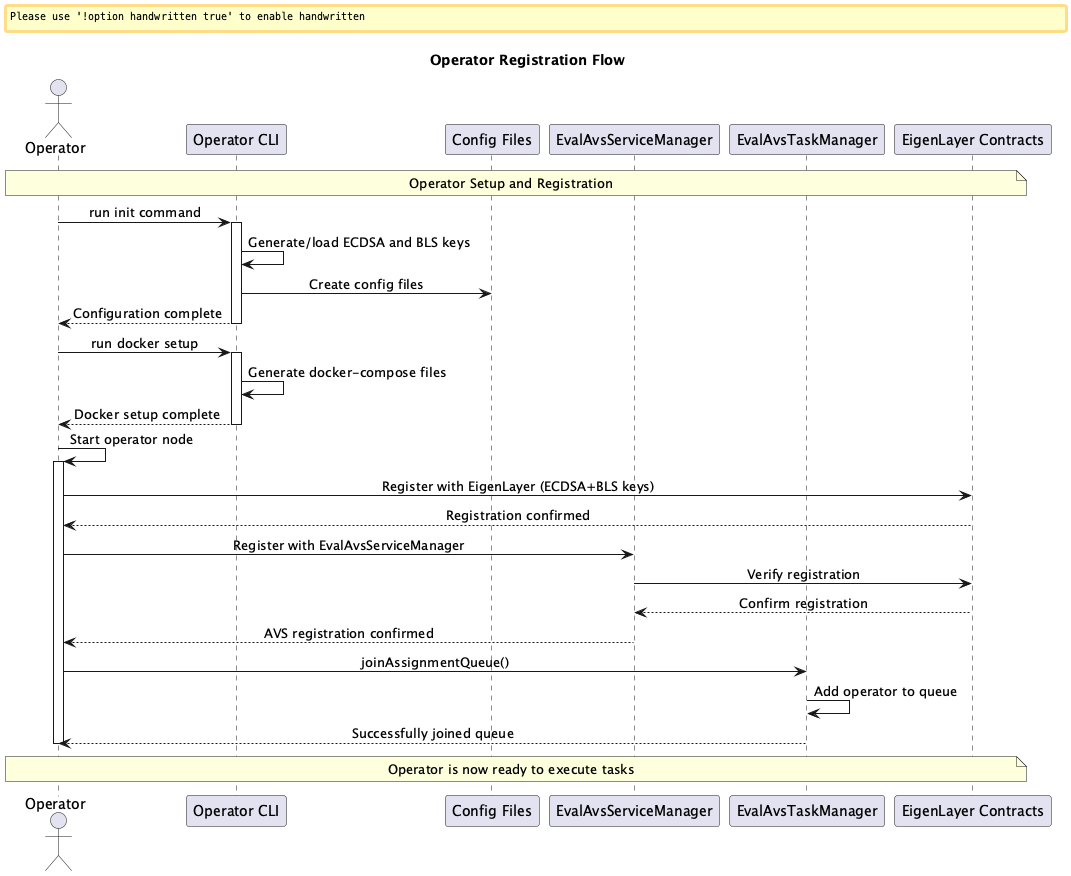 Please use '!option handwritten true' to enable handwritten
Operator Registration Flow
Operator
Operator CLI
Config Files
EvalAvsServiceManager
EvalAvsTaskManager
EigenLayer Contracts
Operator Setup and Registration
run init command
Generate/load ECDSA and BLS keys
Create config files
Configuration complete
run docker setup
Generate docker-compose files
Docker setup complete
Start operator node
Register with EigenLayer (ECDSA+BLS keys)
Registration confirmed
Register with EvalAvsServiceManager
Verify registration
Confirm registration
AVS registration confirmed
joinAssignmentQueue()
Add operator to queue
Successfully joined queue
Operator is now ready to execute tasks
Operator
Operator CLI
Config Files
EvalAvsServiceManager
EvalAvsTaskManager
EigenLayer Contracts